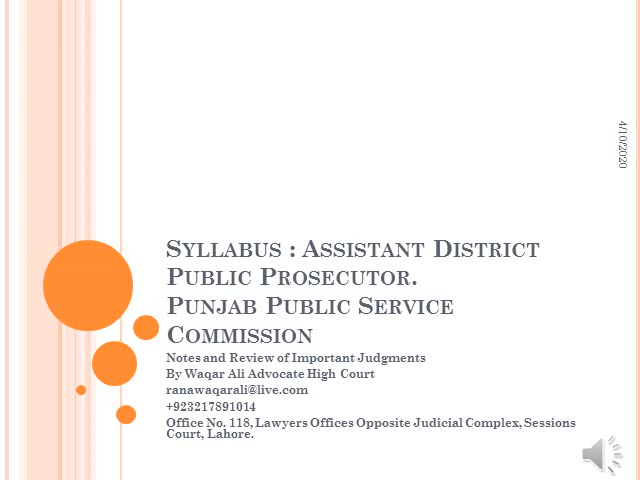 4/10/2020
SYLLABUS : ASSISTANT DISTRICT
PUBLIC PROSECUTOR.
PUNJAB PUBLIC SERVICE
COMMISSION
Notes and Review of Important Judgments
By Waqar Ali Advocate High Court
ranawaqarali@live.com
+923217891014
Office No. 118, Lawyers Offices Opposite Judicial Complex, Sessions
Court, Lahore.